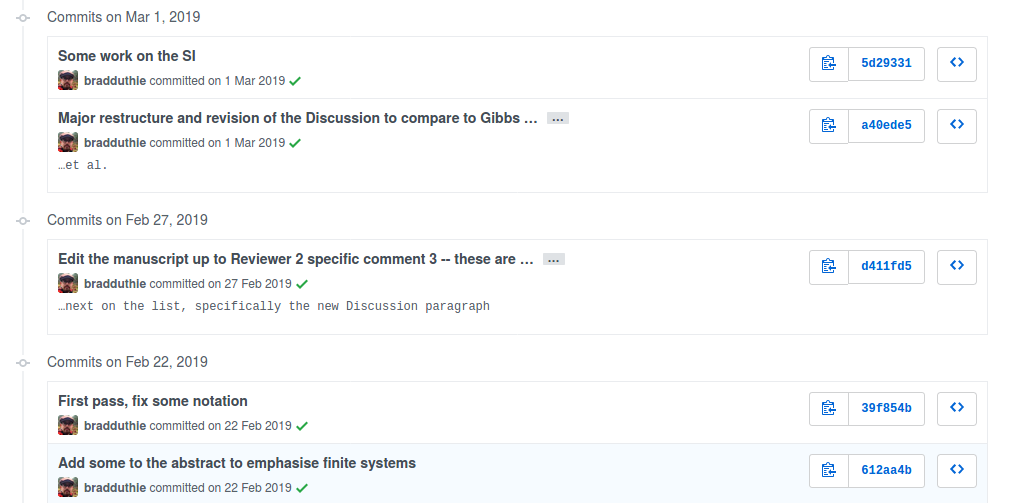 Commits on Mar 1, 2019
Some work on the SI
5d29331
bradduthie committed on 1 Mar 2019
Major restructure and revision of the Discussion to compare to Gibbs … …
a40ede5
bradduthie committed on 1 Mar 2019
…et al.
Commits on Feb 27, 2019
Edit the manuscript up to Reviewer 2 specific comment 3 -- these are … …
d411fd5
bradduthie committed on 27 Feb 2019
…next on the list, specifically the new Discussion paragraph
Commits on Feb 22, 2019
First pass, fix some notation
39f854b
bradduthie committed on 22 Feb 2019
Add some to the abstract to emphasise finite systems
612aa4b
bradduthie committed on 22 Feb 2019